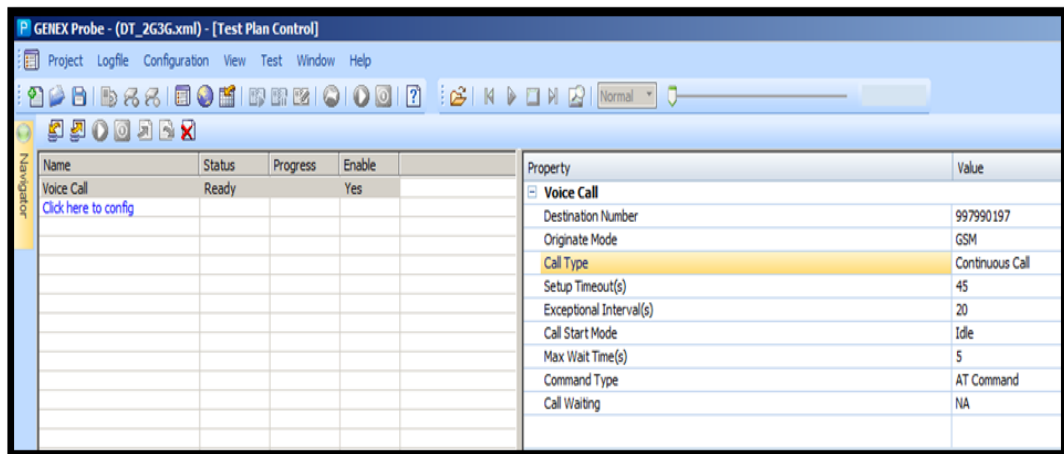 GENEX Probe - (DT_2G3G.xml) - [Test Plan Control]
Project Logfile Configuration View Test Window Help
Normal
Navigator
Name Status Progress Enable
Voice Call Ready Yes
Click here to config
Property Value
Voice Call
Destination Number 997990197
Originate Mode GSM
Call Type Continuous Call
Setup Timeout(s) 45
Exceptional Interval(s) 20
Call Start Mode Idle
Max Wait Time(s) 5
Command Type AT Command
Call Waiting NA